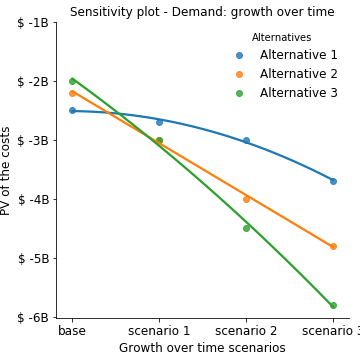 Sensitivity plot - Demand: growth over time
$ -1B
$ -2B
$ -3B
$ -4B
$ -5B
$ -6B
PV of the costs
Alternatives
Alternative 1
Alternative 2
Alternative 3
base scenario 1 scenario 2 scenario 3
Growth over time scenarios